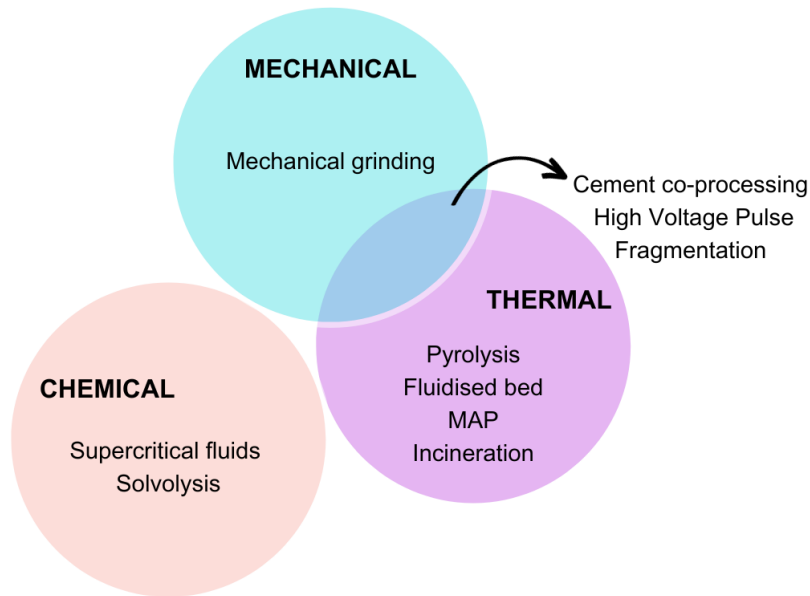 MECHANICAL
Mechanical grinding
Cement co-processing
High Voltage Pulse
Fragmentation
THERMAL
Pyrolysis
Fluidised bed
MAP
Incineration
CHEMICAL
Supercritical fluids
Solvolysis